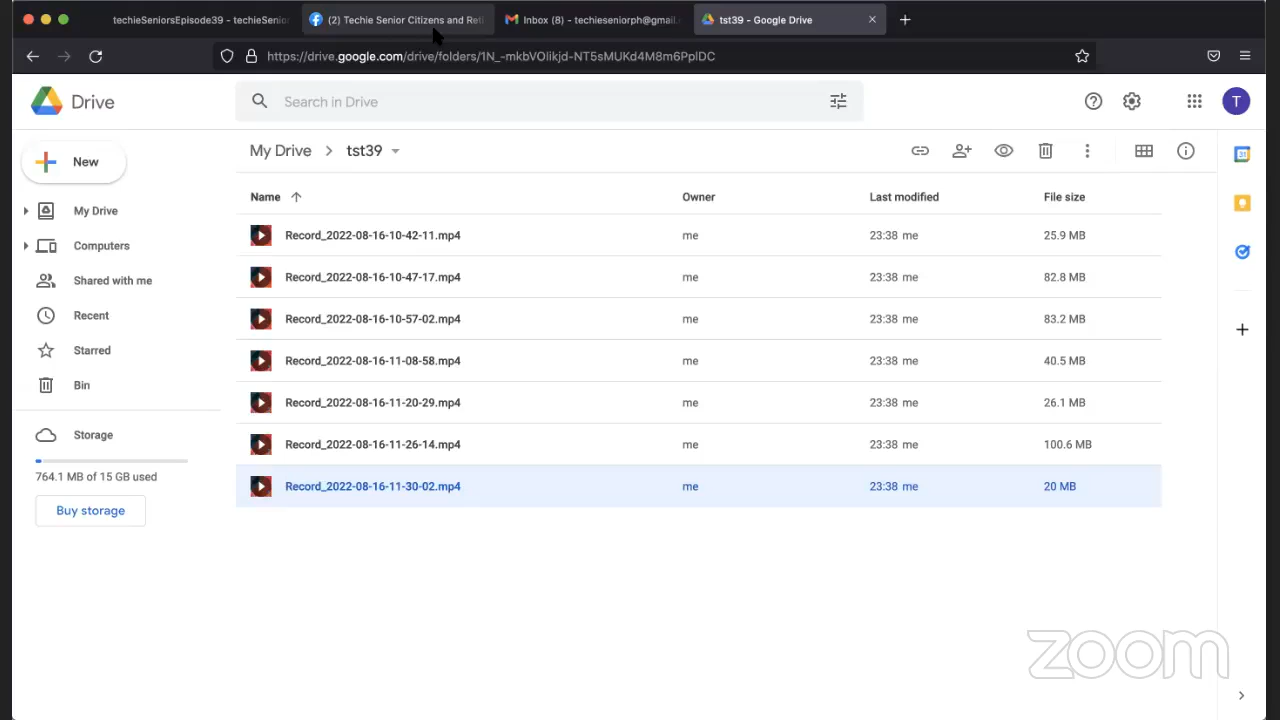 techieSeniorsEpisode39 - techieSenior
(2) Techie Senior Citizens and Reti
Inbox (8) - techieseniorph@gmail.
tst39 - Google Drive
https://drive.google.com/drive/folders/1N_-mkbVOlikjd-NT5sMUKd4M8m6PplDC
Drive
Search in Drive
T
New
My Drive
Computers
Shared with me
Recent
Starred
Bin
Storage
764.1 MB of 15 GB used
Buy storage
My Drive > tst39
Name Owner Last modified File size
Record_2022-08-16-10-42-11.mp4 me 23:38 me 25.9 MB
Record_2022-08-16-10-47-17.mp4 me 23:38 me 82.8 MB
Record_2022-08-16-10-57-02.mp4 me 23:38 me 83.2 MB
Record_2022-08-16-11-08-58.mp4 me 23:38 me 40.5 MB
Record_2022-08-16-11-20-29.mp4 me 23:38 me 26.1 MB
Record_2022-08-16-11-26-14.mp4 me 23:38 me 100.6 MB
Record_2022-08-16-11-30-02.mp4 me 23:38 me 20 MB
31
zoom